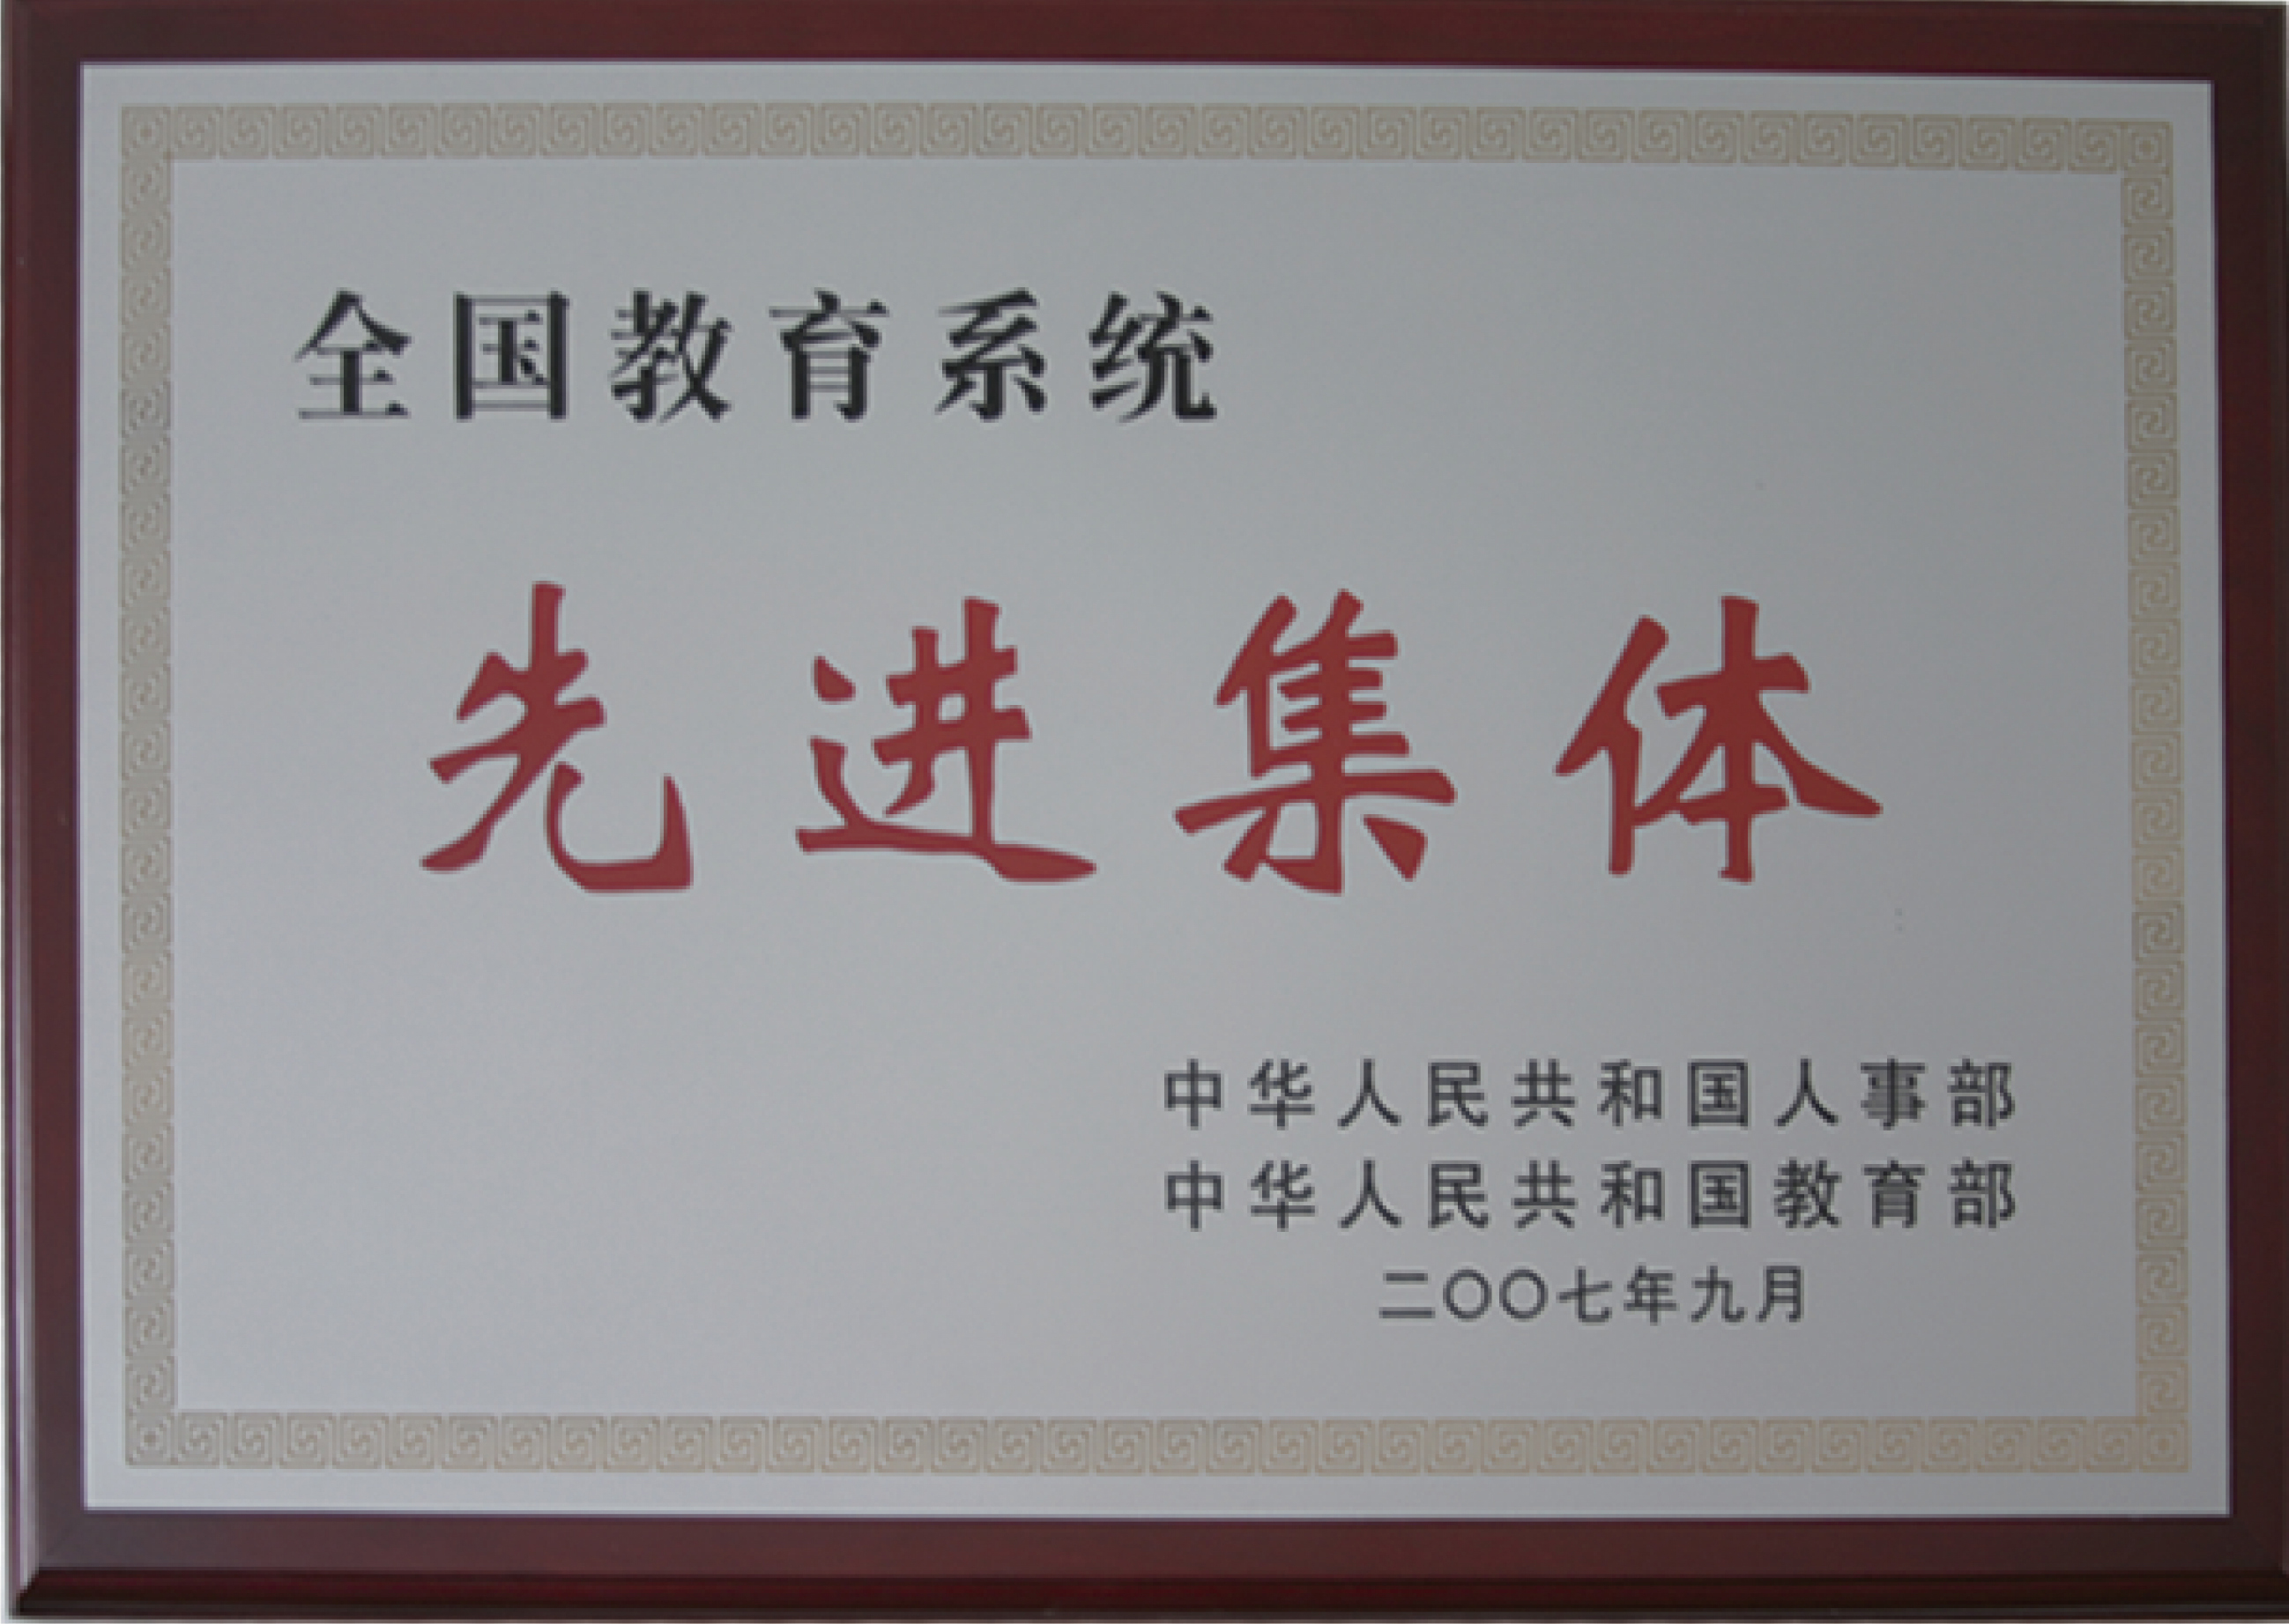 全国教育系统
先进集体
中华人民共和国人事部
中华人民共和国教育部
二〇〇七年九月